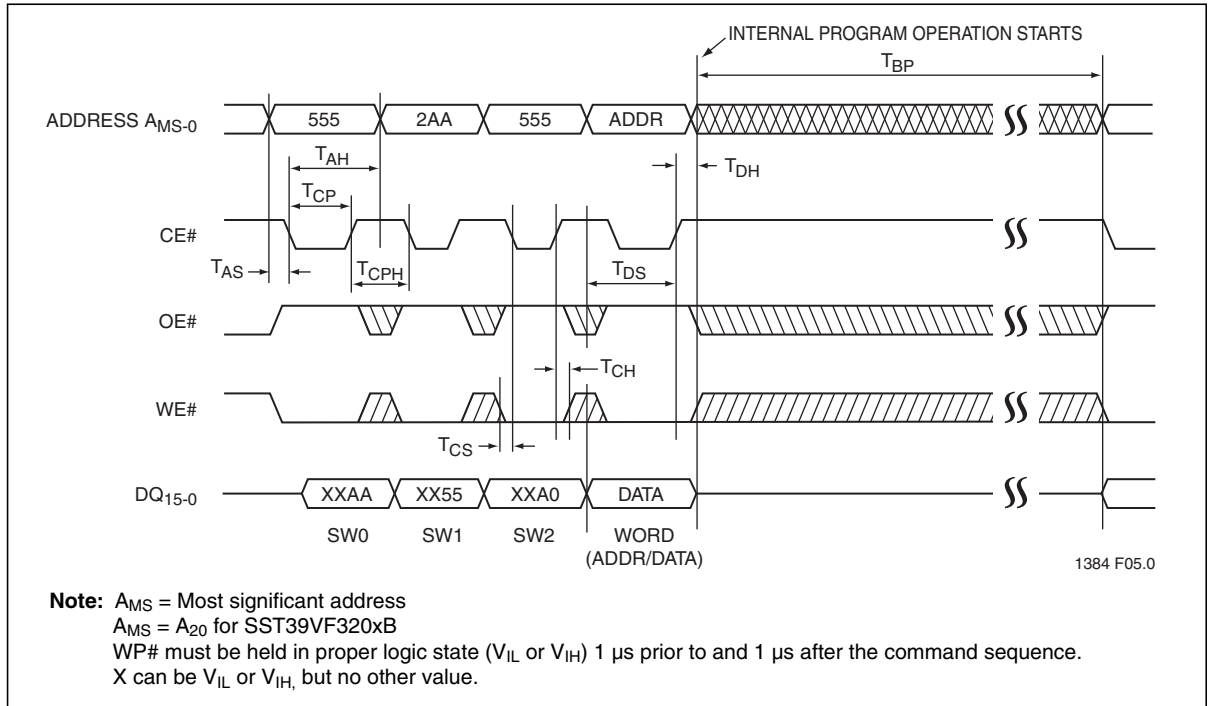 INTERNAL PROGRAM OPERATION STARTS
TBP
ADDRESS AMS-0
555
2AA
555
ADDR
TAH
TDH
TCP
CE#
TAS
TCPH
TDS
OE#
TCH
WE#
TCS
DQ15-0
XXAA
XX55
XXA0
DATA
SW0
SW1
SW2
WORD
(ADDR/DATA)
1384 F05.0
Note: AMS = Most significant address
AMS = A20 for SST39VF320xB
WP# must be held in proper logic state (VIL or VIH) 1 µs prior to and 1 µs after the command sequence.
X can be VIL or VIH, but no other value.